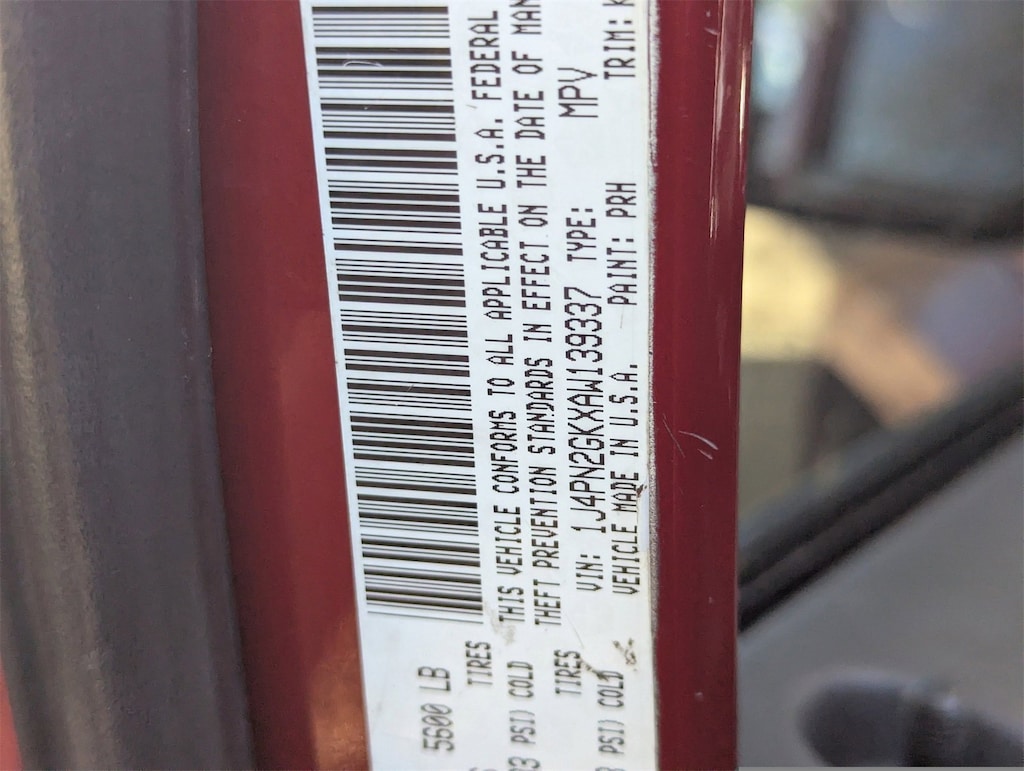 5600 LB
TIRES
PSI) COLD
THIS VEHICLE CONFORMS TO ALL APPLICABLE U.S.A. FEDERAL
THEFT PREVENTION STANDARDS IN EFFECT ON THE DATE OF MAN
TIRES
PSI) COLD
VIN: 1J4PN2GKXAW139337 TYPE: MPV
VEHICLE MADE IN U.S.A. PAINT: PRH TRIM: K